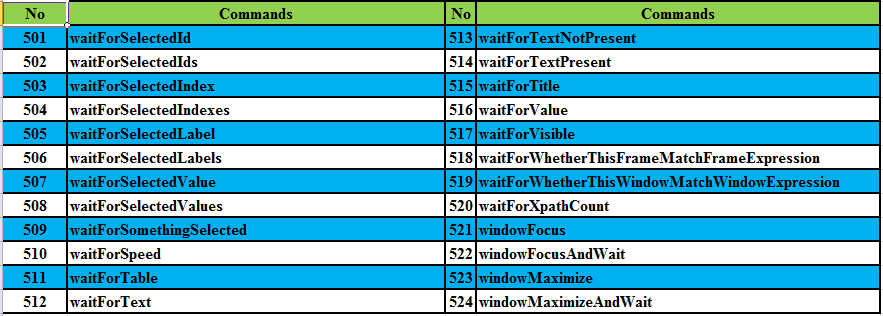 No Commands No Commands
501 waitForSelectedId 513 waitForTextNotPresent
502 waitForSelectedIds 514 waitForTextPresent
503 waitForSelectedIndex 515 waitForTitle
504 waitForSelectedIndexes 516 waitForValue
505 waitForSelectedLabel 517 waitForVisible
506 waitForSelectedLabels 518 waitForWhetherThisFrameMatchFrameExpression
507 waitForSelectedValue 519 waitForWhetherThisWindowMatchWindowExpression
508 waitForSelectedValues 520 waitForXpathCount
509 waitForSomethingSelected 521 windowFocus
510 waitForSpeed 522 windowFocusAndWait
511 waitForTable 523 windowMaximize
512 waitForText 524 windowMaximizeAndWait